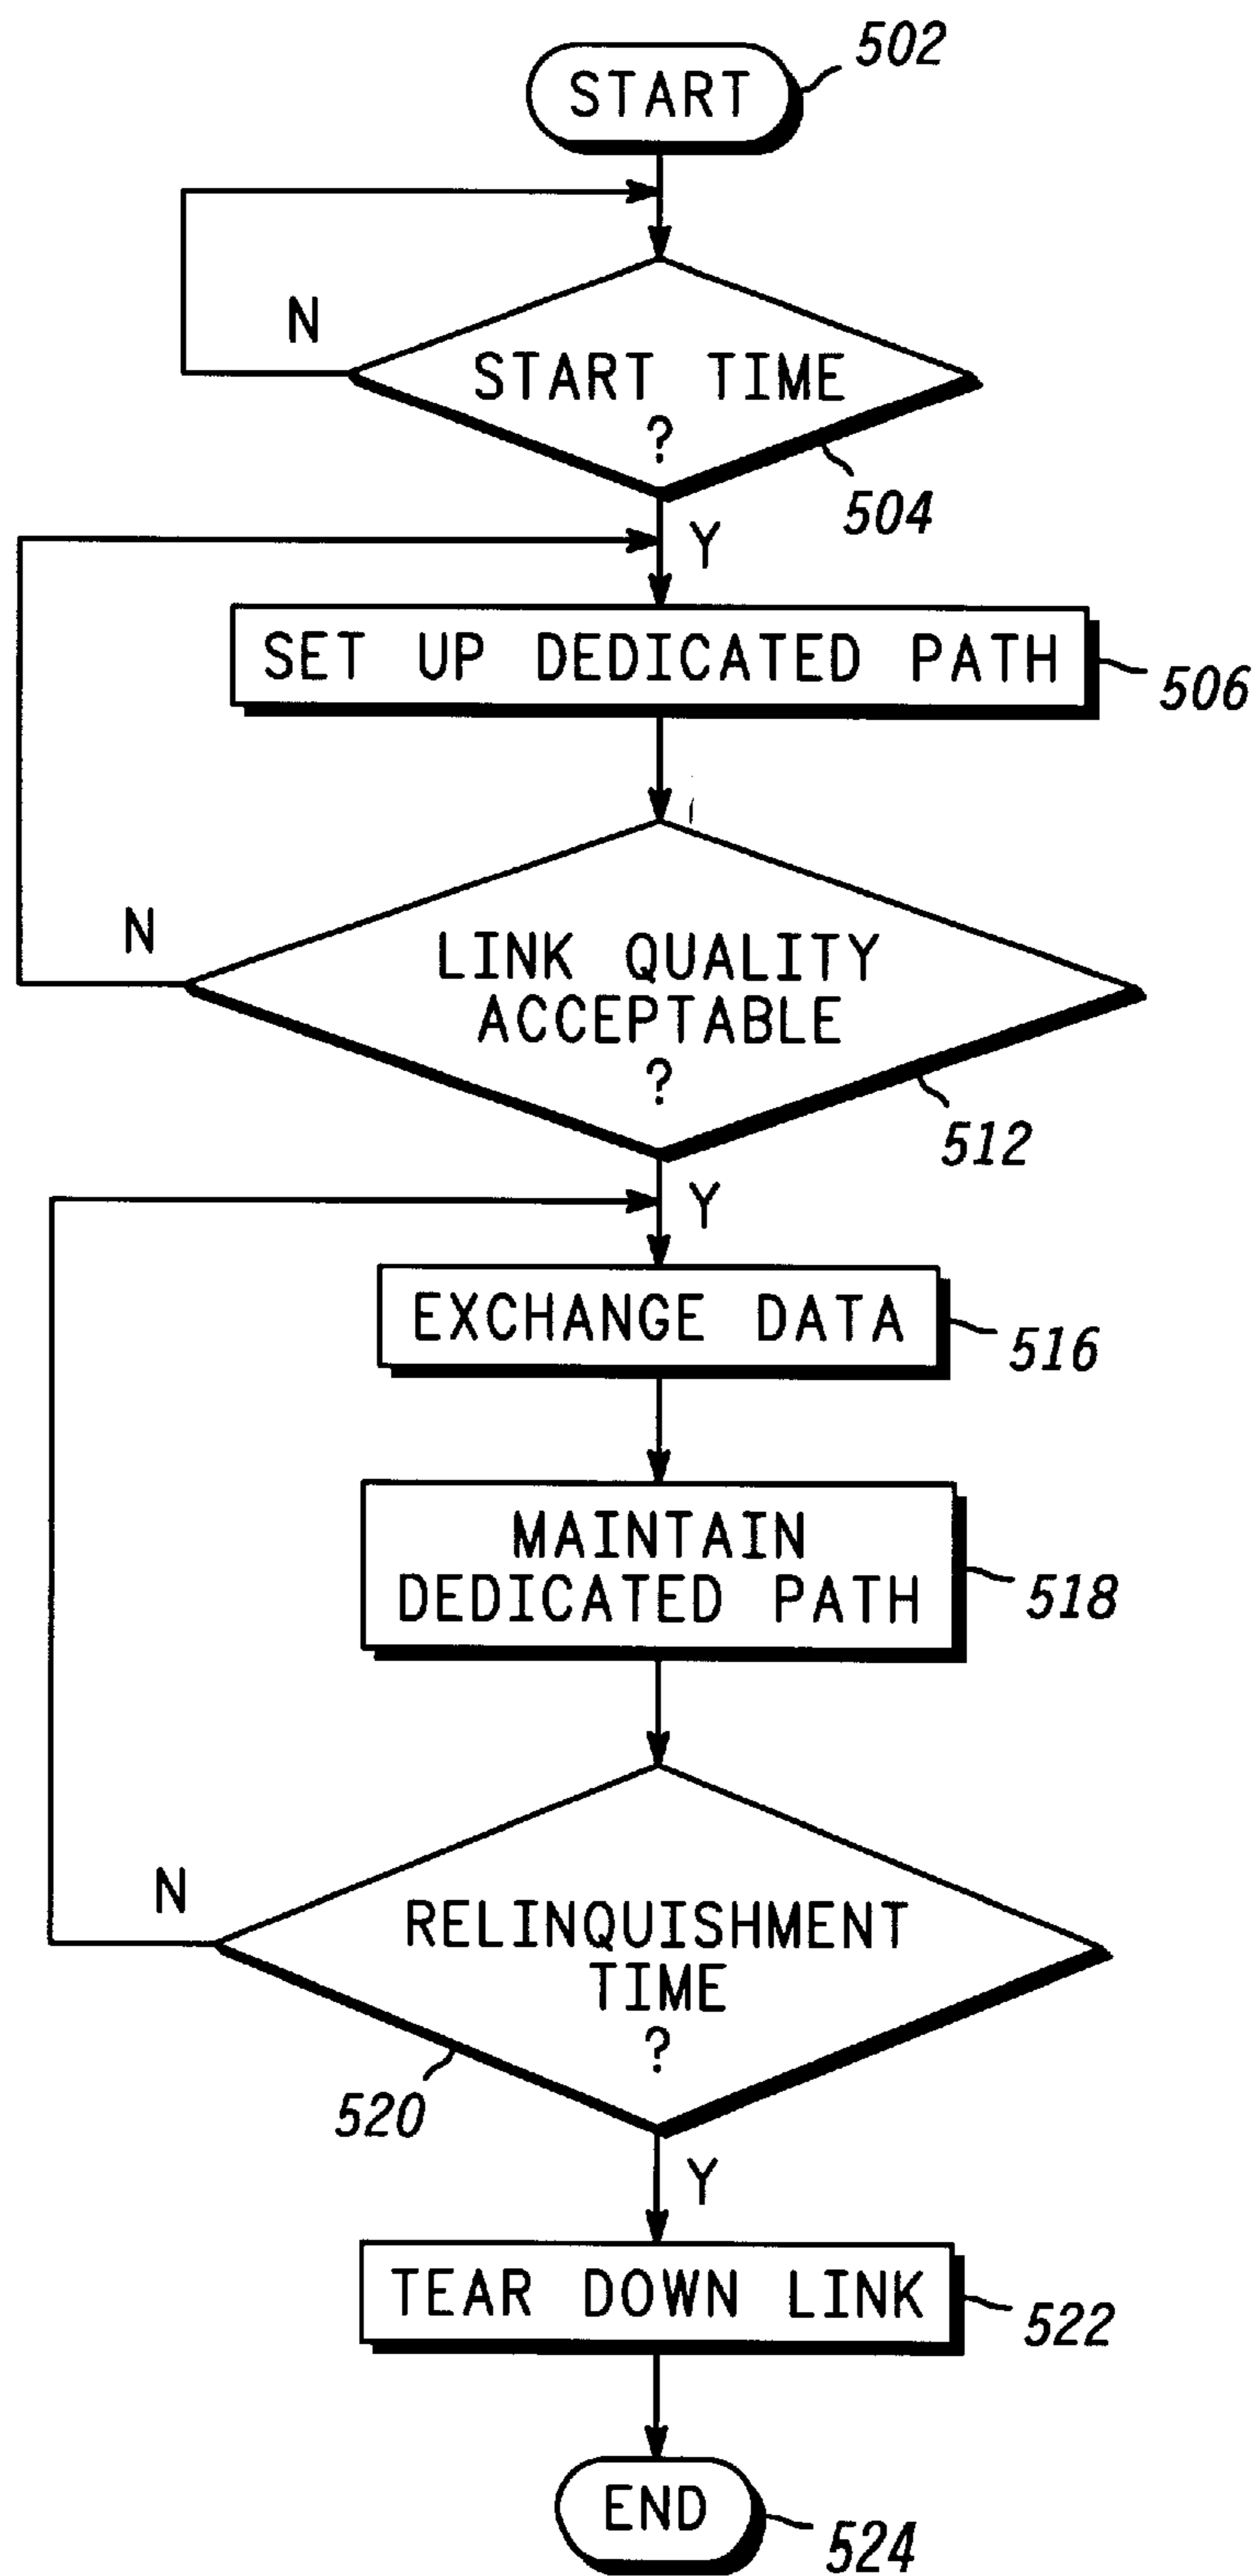 502
START
N
START TIME
?
504
Y
SET UP DEDICATED PATH
506
N
LINK QUALITY
ACCEPTABLE
?
512
Y
EXCHANGE DATA
516
MAINTAIN
DEDICATED PATH
518
N
RELINQUISHMENT
TIME
?
520
Y
TEAR DOWN LINK
522
END
524